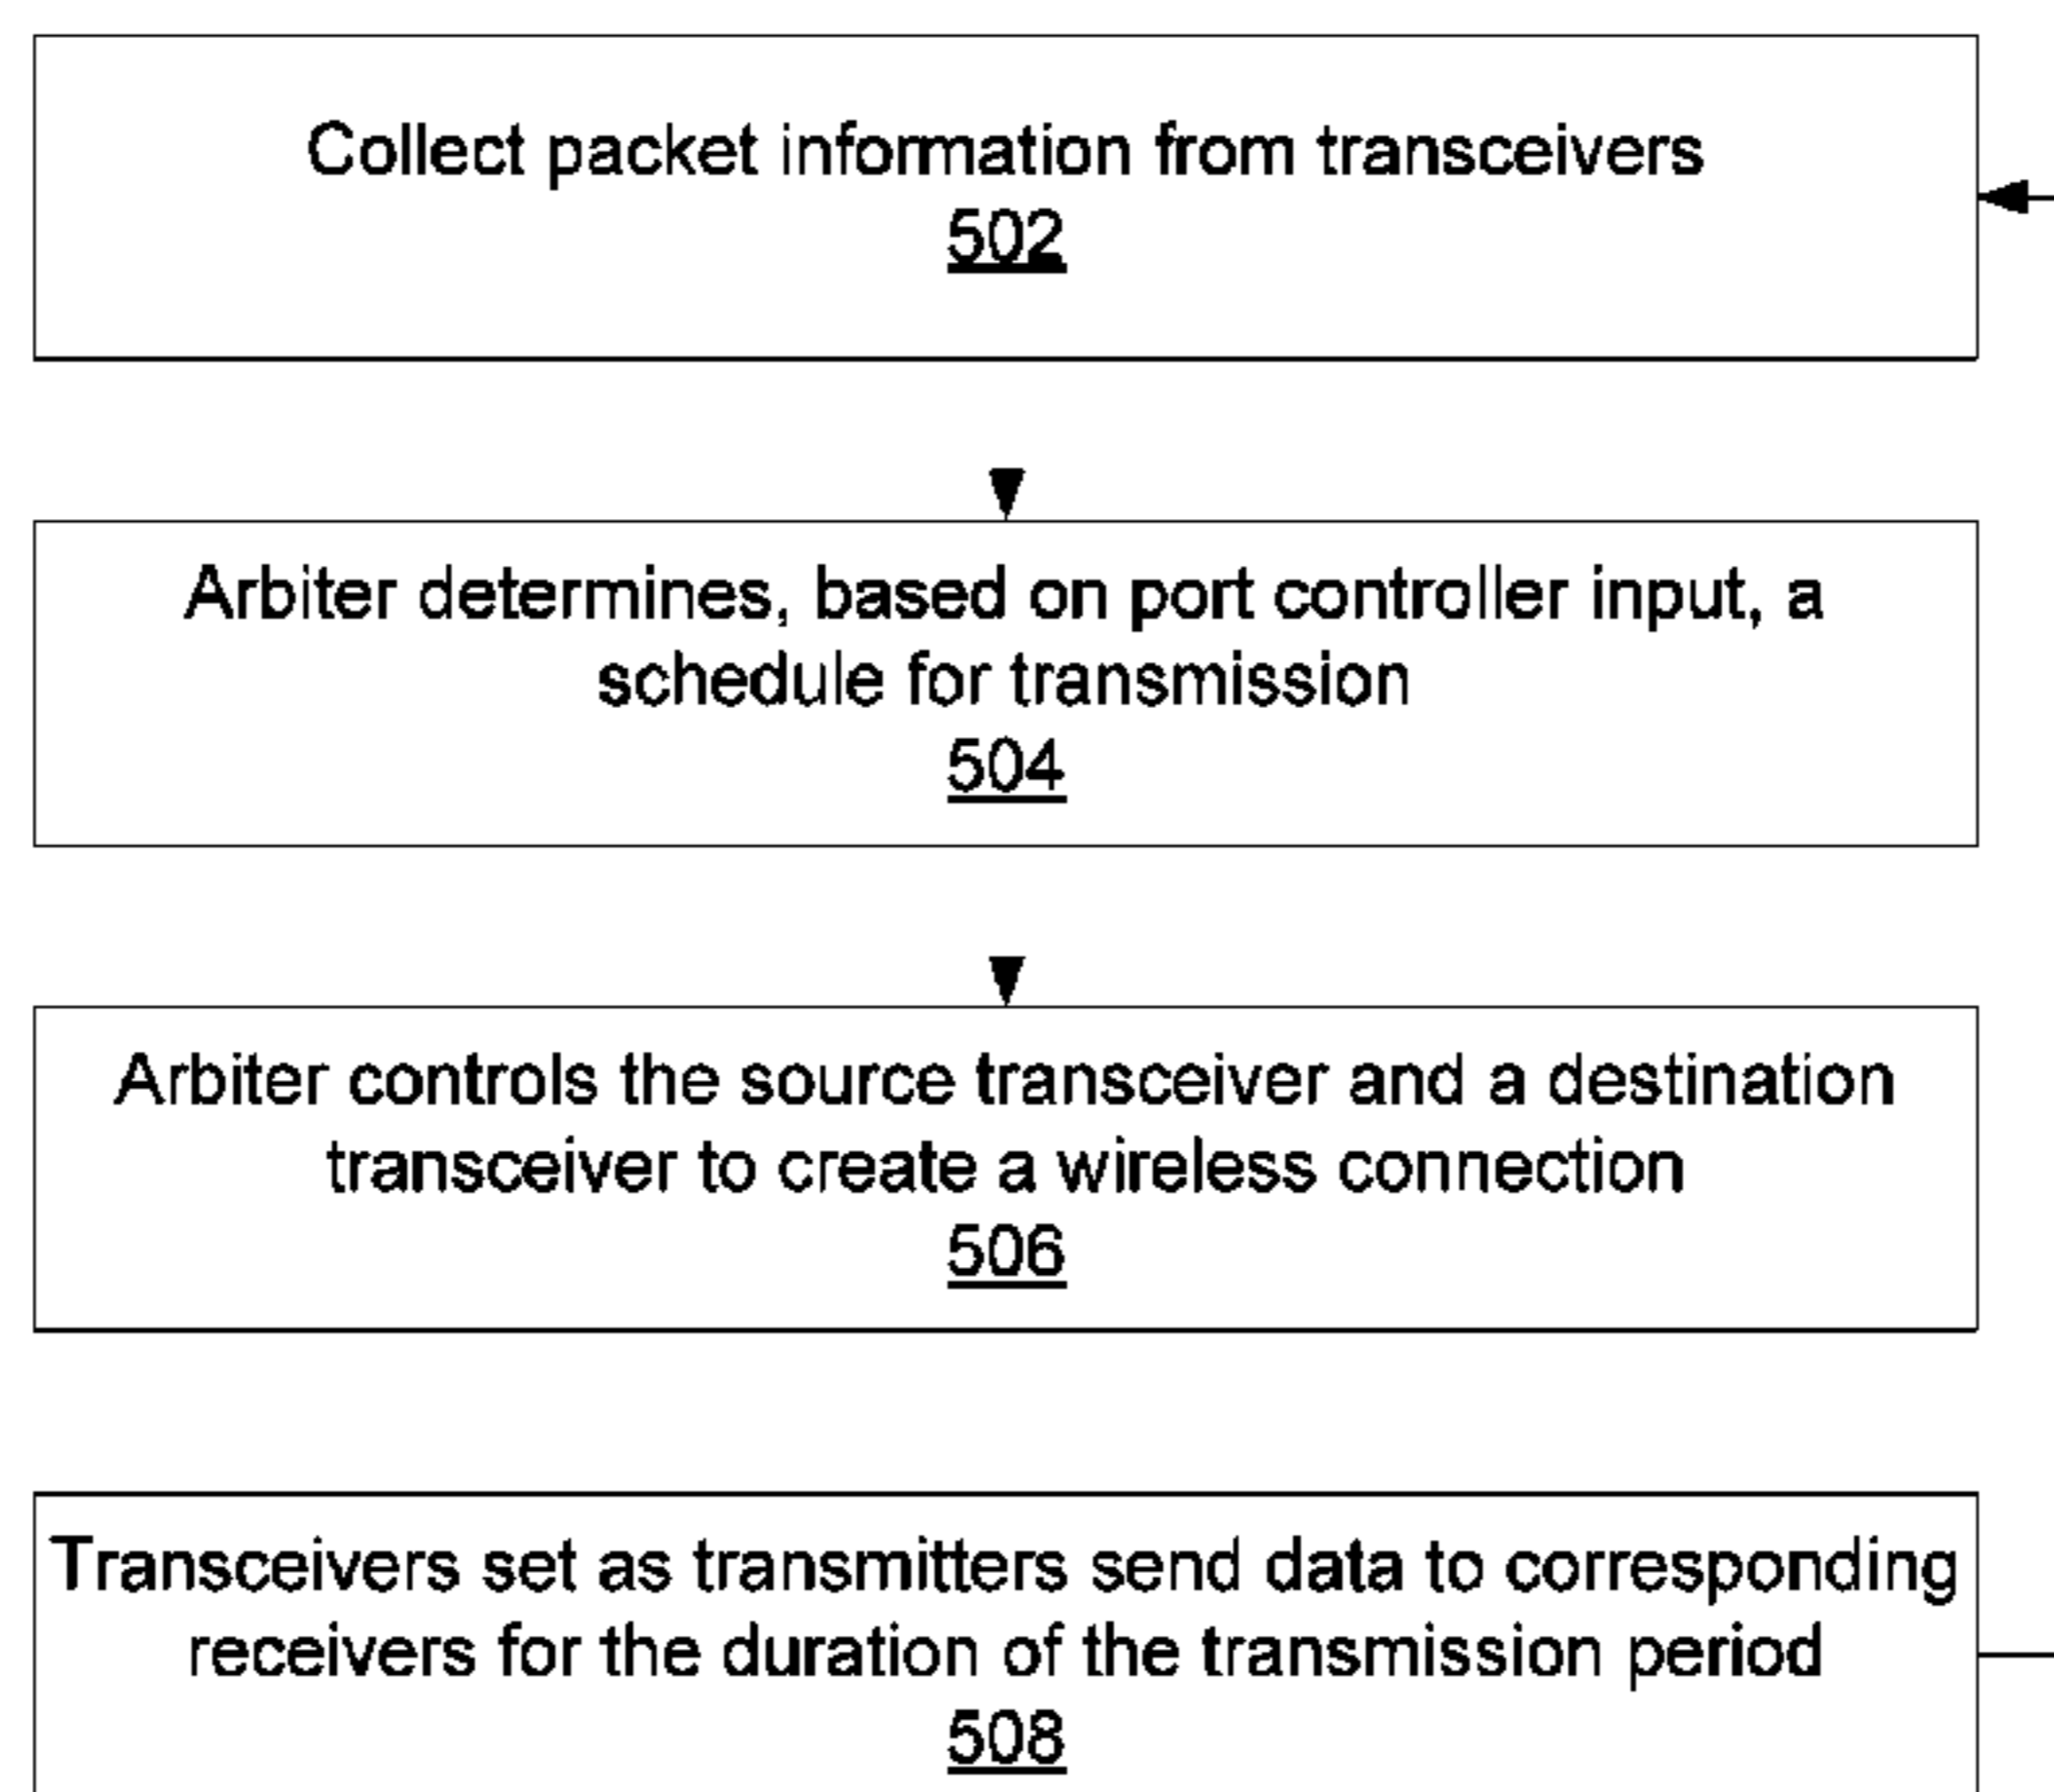 Collect packet information from transceivers
502
Arbiter determines, based on port controller input, a
schedule for transmission
504
Arbiter controls the source transceiver and a destination
transceiver to create a wireless connection
506
Transceivers set as transmitters send data to corresponding
receivers for the duration of the transmission period
508